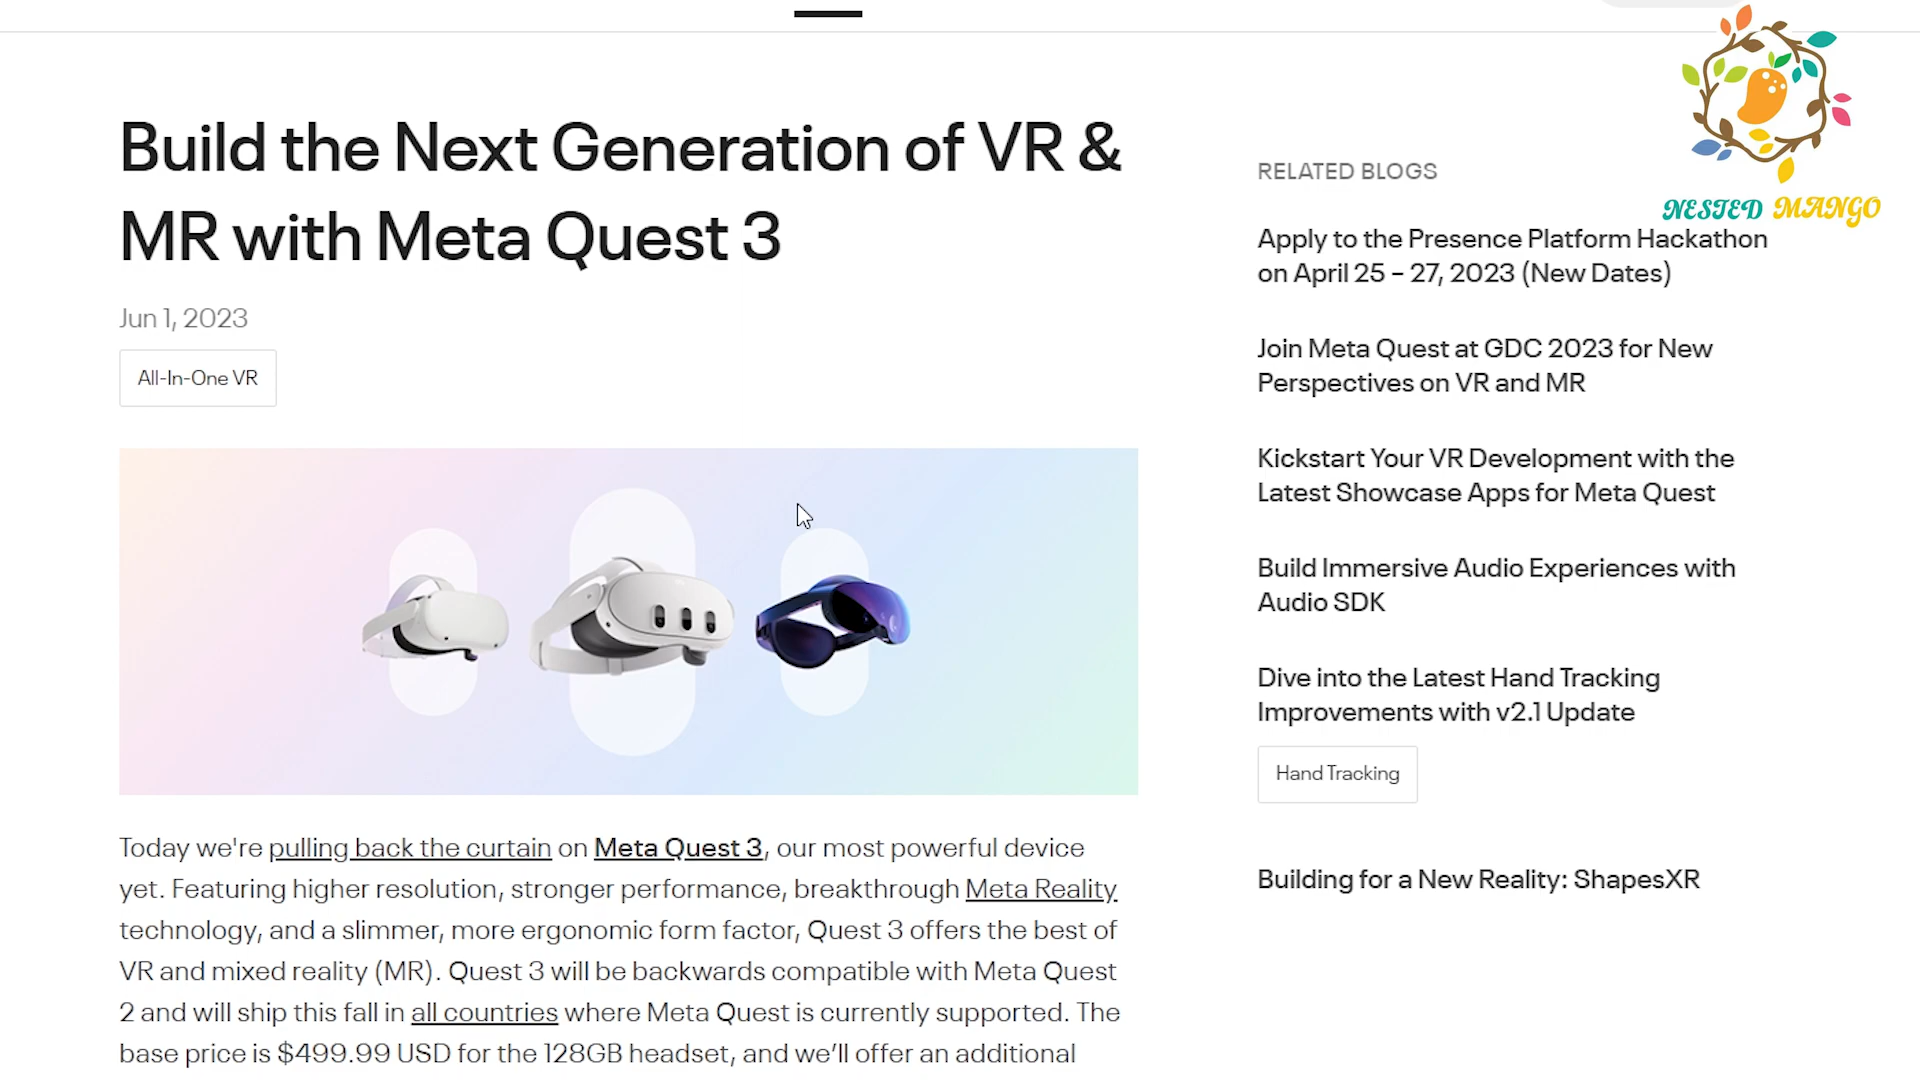 Build the Next Generation of VR &
MR with Meta Quest 3
Jun 1, 2023
All-In-One VR
Today we're pulling back the curtain on Meta Quest 3, our most powerful device
yet. Featuring higher resolution, stronger performance, breakthrough Meta Reality
technology, and a slimmer, more ergonomic form factor, Quest 3 offers the best of
VR and mixed reality (MR). Quest 3 will be backwards compatible with Meta Quest
2 and will ship this fall in all countries where Meta Quest is currently supported. The
base price is $499.99 USD for the 128GB headset, and we’ll offer an additional
NESTED MANGO
RELATED BLOGS
Apply to the Presence Platform Hackathon
on April 25 – 27, 2023 (New Dates)
Join Meta Quest at GDC 2023 for New
Perspectives on VR and MR
Kickstart Your VR Development with the
Latest Showcase Apps for Meta Quest
Build Immersive Audio Experiences with
Audio SDK
Dive into the Latest Hand Tracking
Improvements with v2.1 Update
Hand Tracking
Building for a New Reality: ShapesXR